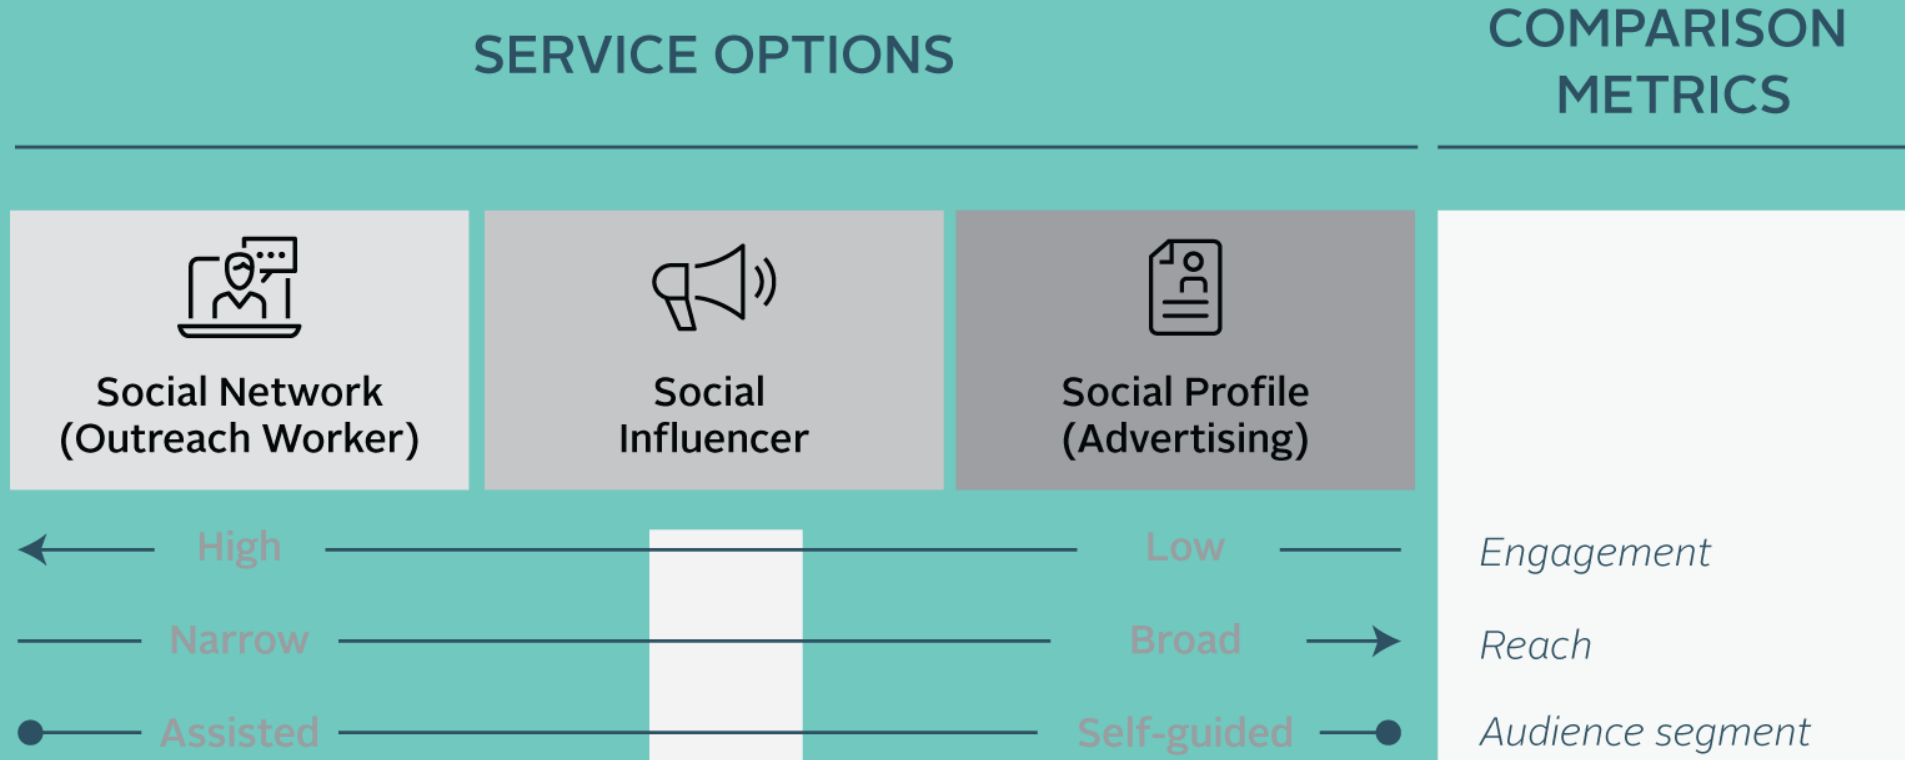 SERVICE OPTIONS
COMPARISON
METRICS
Social Network
(Outreach Worker)
Social
Influencer
Social Profile
(Advertising)
High
Low
Engagement
Narrow
Broad
Reach
Assisted
Self-guided
Audience segment